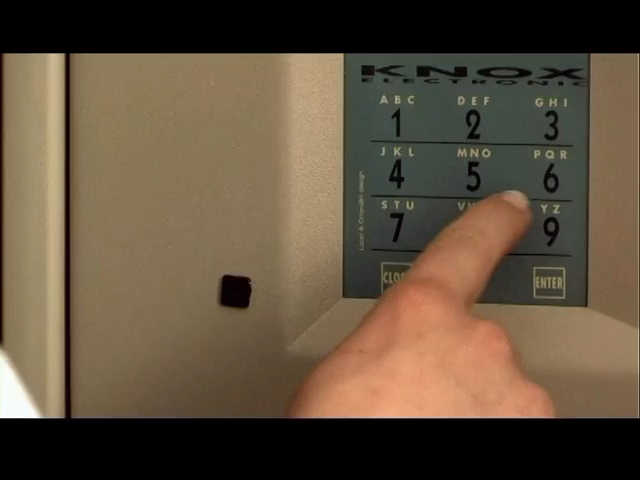 KNOX
ELECTRONIC
ABC DEF GHI
1 2 3
JKL MNO PQR
4 5 6
STU YZ
7 9
ENTER